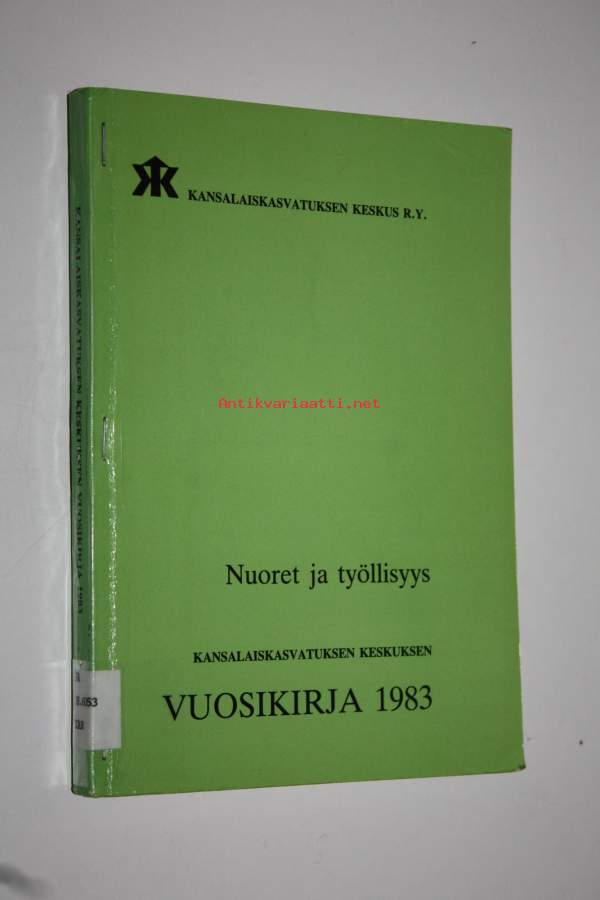 KANSALAISKASVATUKSEN KESKUS R.Y.
Antikvariaatti.net
Nuoret ja työllisyys
KANSALAISKASVATUKSEN KESKUKSEN
VUOSIKIRJA 1983
KANSALAISKASVATUKSEN KESKUKSEN VUOSIKIRJA 1983